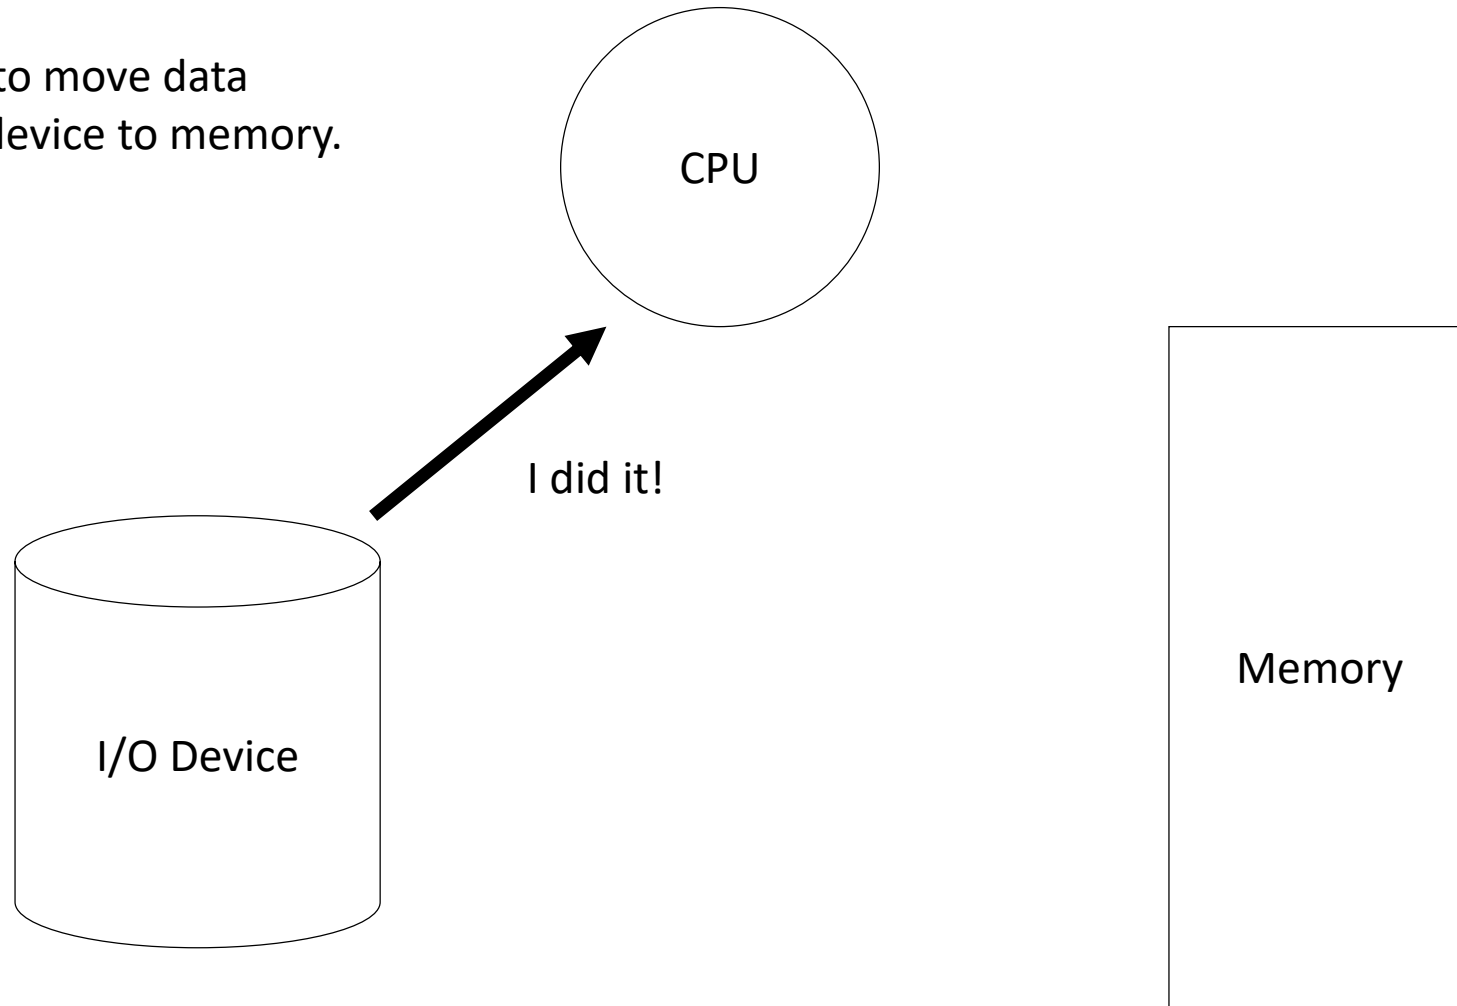 to move data
device to memory.
CPU
I did it!
Memory
I/O Device